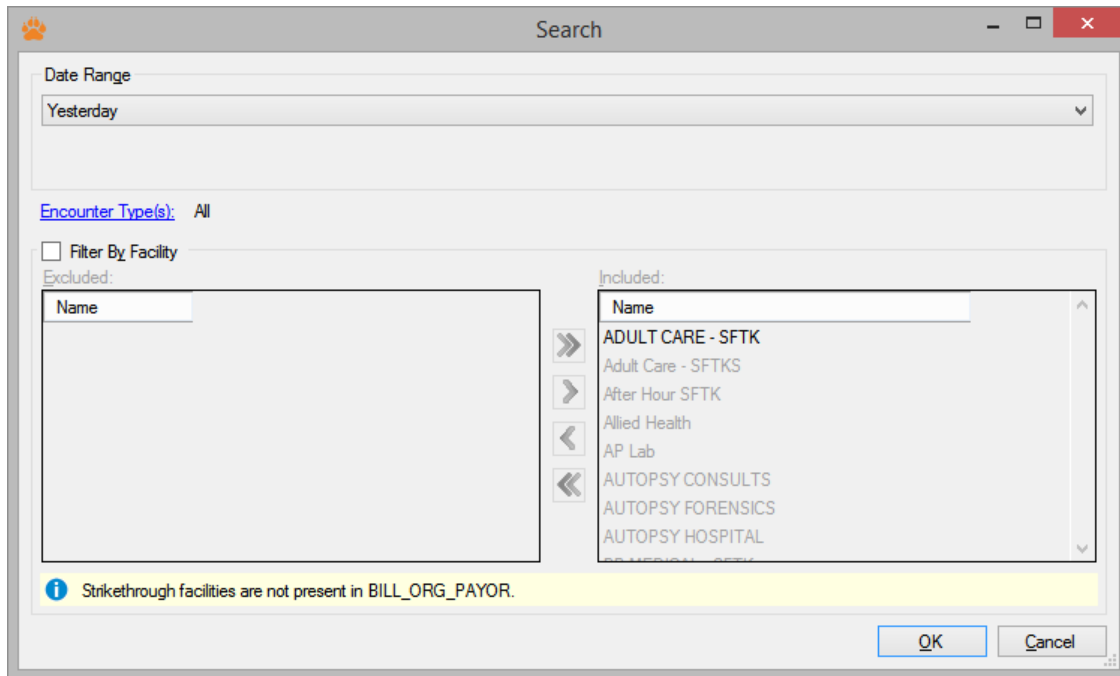 Search
Date Range
Yesterday
Encounter Type(s): All
Filter By Facility
Excluded:
Name
Included:
Name
ADULT CARE - SFTK
Adult Care - SFTKS
After Hour SFTK
Allied Health
AP Lab
AUTOPSY CONSULTS
AUTOPSY FORENSICS
AUTOPSY HOSPITAL
Strikethrough facilities are not present in BILL_ORG_PAYOR.
OK
Cancel